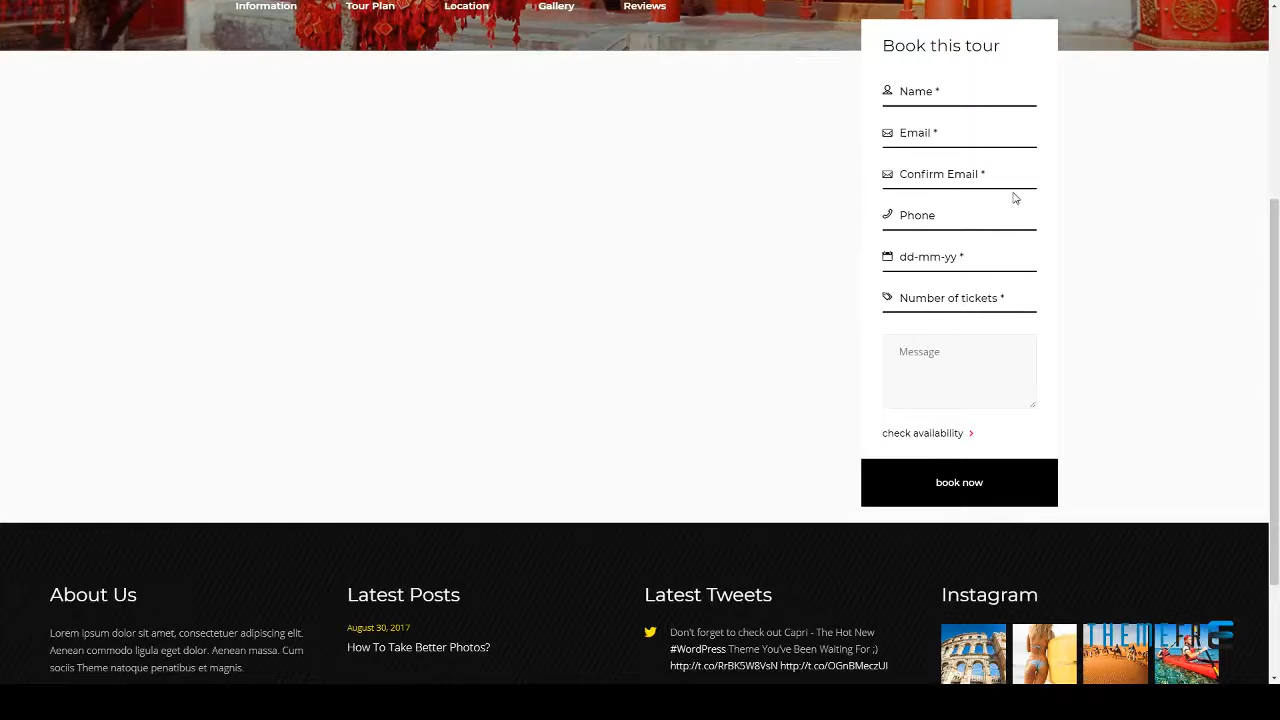 Information Tour Plan Location Gallery Reviews
Book this tour
Name *
Email *
Confirm Email *
Phone
dd-mm-yy *
Number of tickets *
Message
check availability
book now
About Us
Lorem ipsum dolor sit amet, consectetuer adipiscing elit.
Aenean commodo ligula eget dolor. Aenean massa. Cum
sociis Theme natoque penatibus et magnis.
Latest Posts
August 30, 2017
How To Take Better Photos?
Latest Tweets
Don't forget to check out Capri - The Hot New
#WordPress Theme You've Been Waiting For ;)
http://t.co/RrBK5W8VsN http://t.co/OGnBMeczUI
Instagram
THEMEFRE